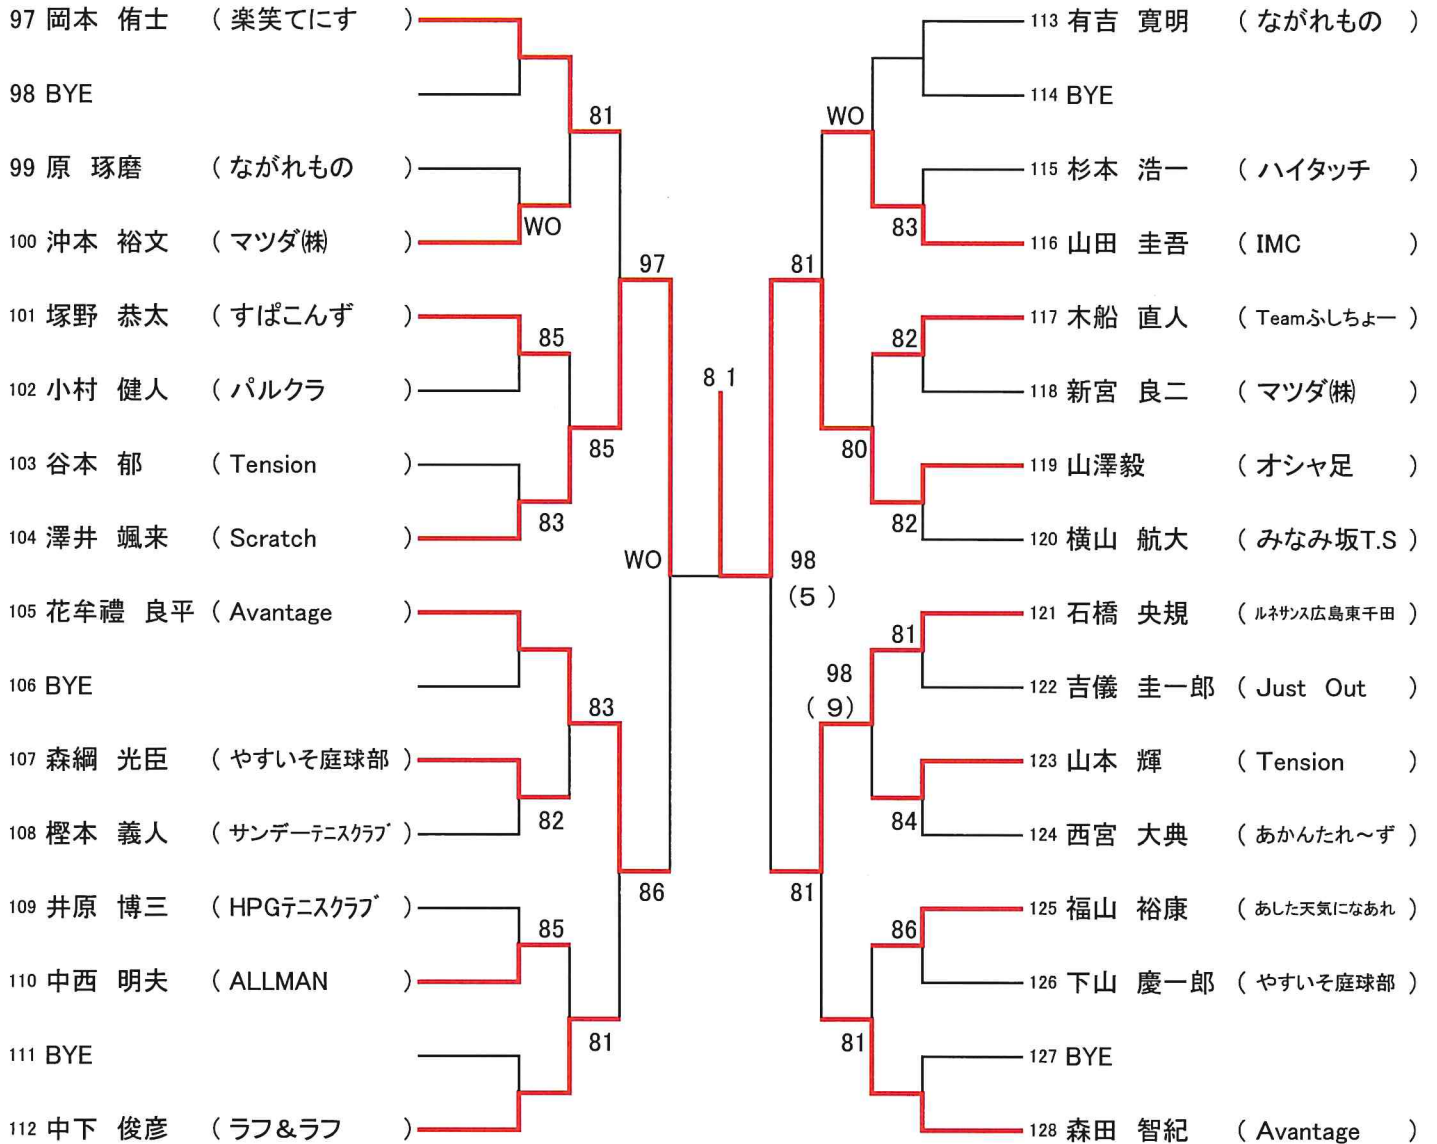 97 岡本 侑士 ( 楽笑てにす )
98 BYE
81
99 原 琢磨 ( ながれもの )
WO
100 沖本 裕文 ( マツダ㈱ )
97
101 塚野 恭太 ( すぱこんず )
85
102 小村 健人 ( パルクラ )
85
103 谷本 郁 ( Tension )
83
104 澤井 颯来 ( Scratch )
WO
105 花牟禮 良平 ( Avantage )
106 BYE
83
107 森綱 光臣 ( やすいそ庭球部 )
82
108 樫本 義人 ( サンデーテニスクラブ )
86
109 井原 博三 ( HPGテニスクラブ )
85
110 中西 明夫 ( ALLMAN )
81
111 BYE
112 中下 俊彦 ( ラフ&ラフ )
8 1
113 有吉 寛明 ( ながれもの )
114 BYE
WO
115 杉本 浩一 ( ハイタッチ )
83
116 山田 圭吾 ( IMC )
81
117 木船 直人 ( Teamふしちょー )
82
118 新宮 良二 ( マツダ㈱ )
80
119 山澤毅 ( オシャ足 )
82
120 横山 航大 ( みなみ坂T.S )
98
(5 )
121 石橋 央規 ( ルネサンス広島東千田 )
81
122 吉儀 圭一郎 ( Just Out )
98
( 9)
123 山本 輝 ( Tension )
84
124 西宮 大典 ( あかんたれ~ず )
81
125 福山 裕康 ( あした天気になあれ )
86
126 下山 慶一郎 ( やすいそ庭球部 )
81
127 BYE
128 森田 智紀 ( Avantage )